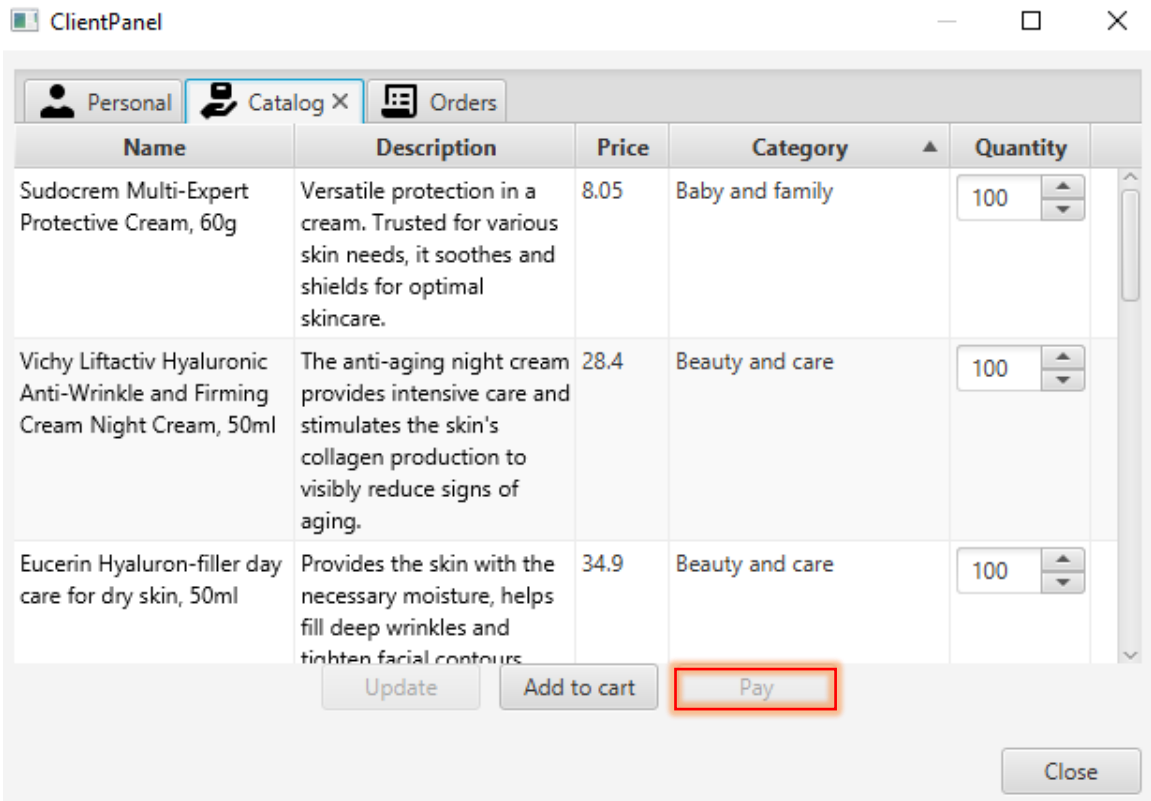 ClientPanel
Personal
Catalog
Orders
Name Description Price Category Quantity
Sudocrem Multi-Expert
Protective Cream, 60g
Versatile protection in a
cream. Trusted for various
skin needs, it soothes and
shields for optimal
skincare.
8.05
Baby and family
100
Vichy Liftactiv Hyaluronic
Anti-Wrinkle and Firming
Cream Night Cream, 50ml
The anti-aging night cream
provides intensive care and
stimulates the skin's
collagen production to
visibly reduce signs of
aging.
28.4
Beauty and care
100
Eucerin Hyaluron-filler day
care for dry skin, 50ml
Provides the skin with the
necessary moisture, helps
fill deep wrinkles and
tighten facial contours
34.9
Beauty and care
100
Update
Add to cart
Pay
Close